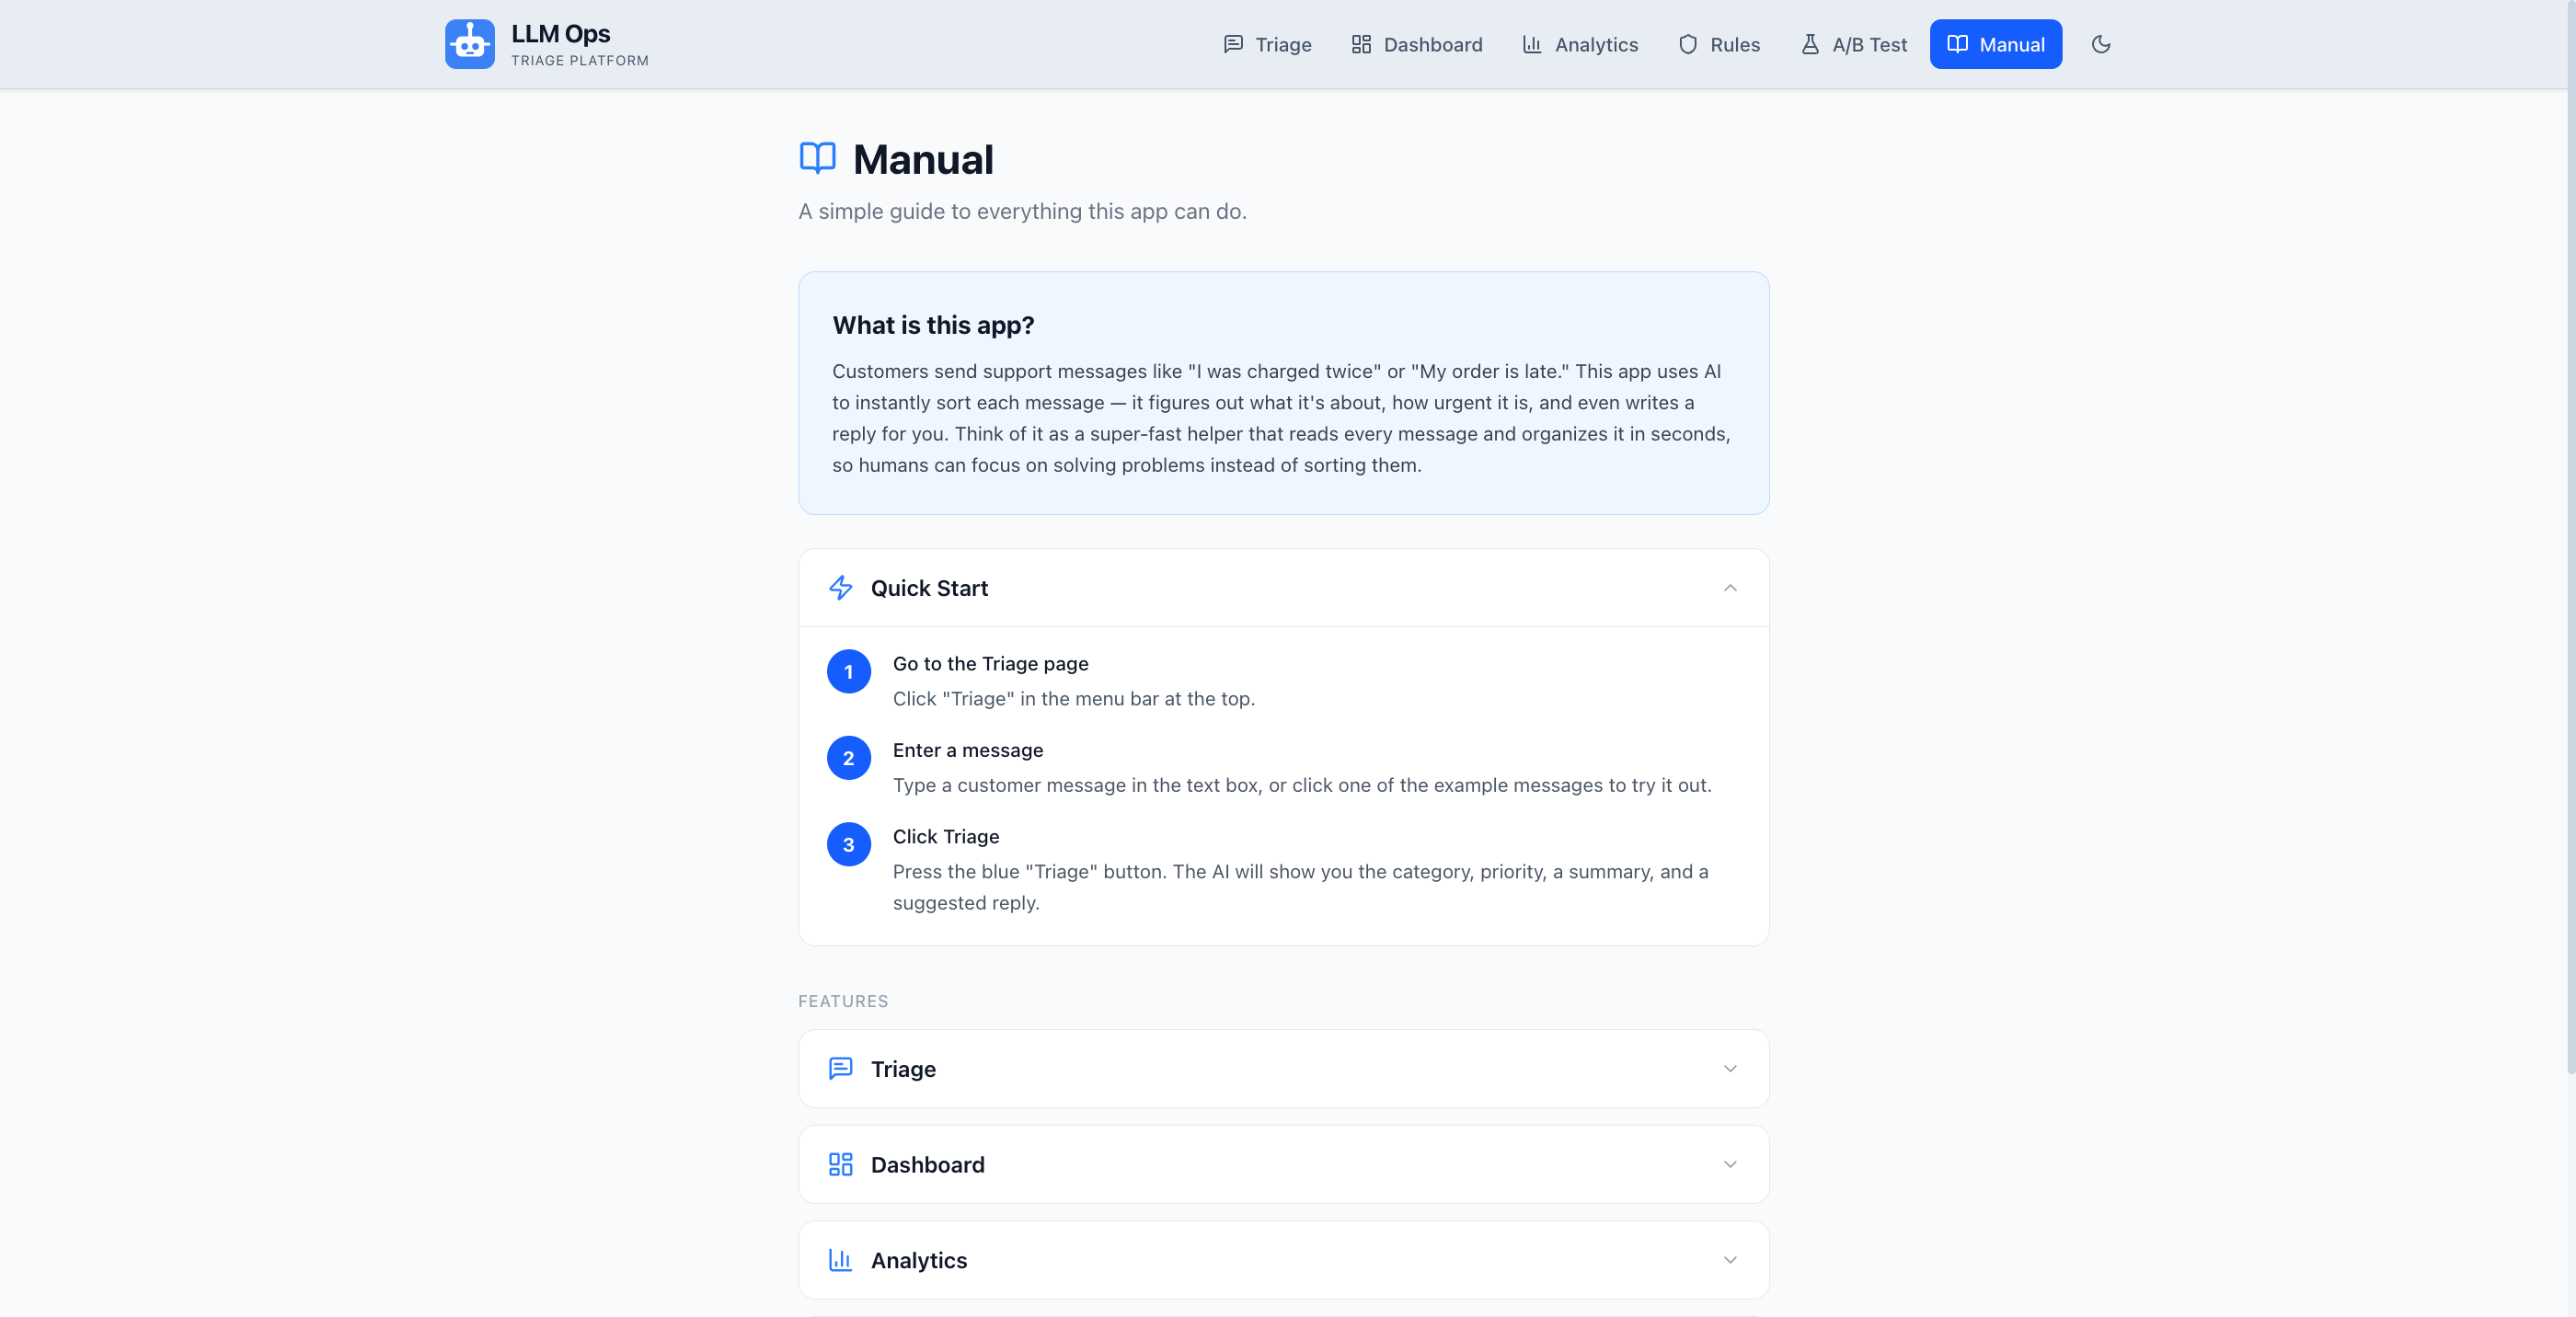 LLM Ops
TRIAGE PLATFORM
Triage
Dashboard
Analytics
Rules
A/B Test
Manual
Manual
A simple guide to everything this app can do.
What is this app?
Customers send support messages like "I was charged twice" or "My order is late." This app uses AI
to instantly sort each message — it figures out what it's about, how urgent it is, and even writes a
reply for you. Think of it as a super-fast helper that reads every message and organizes it in seconds,
so humans can focus on solving problems instead of sorting them.
Quick Start
1
Go to the Triage page
Click "Triage" in the menu bar at the top.
2
Enter a message
Type a customer message in the text box, or click one of the example messages to try it out.
3
Click Triage
Press the blue "Triage" button. The AI will show you the category, priority, a summary, and a
suggested reply.
FEATURES
Triage
Dashboard
Analytics